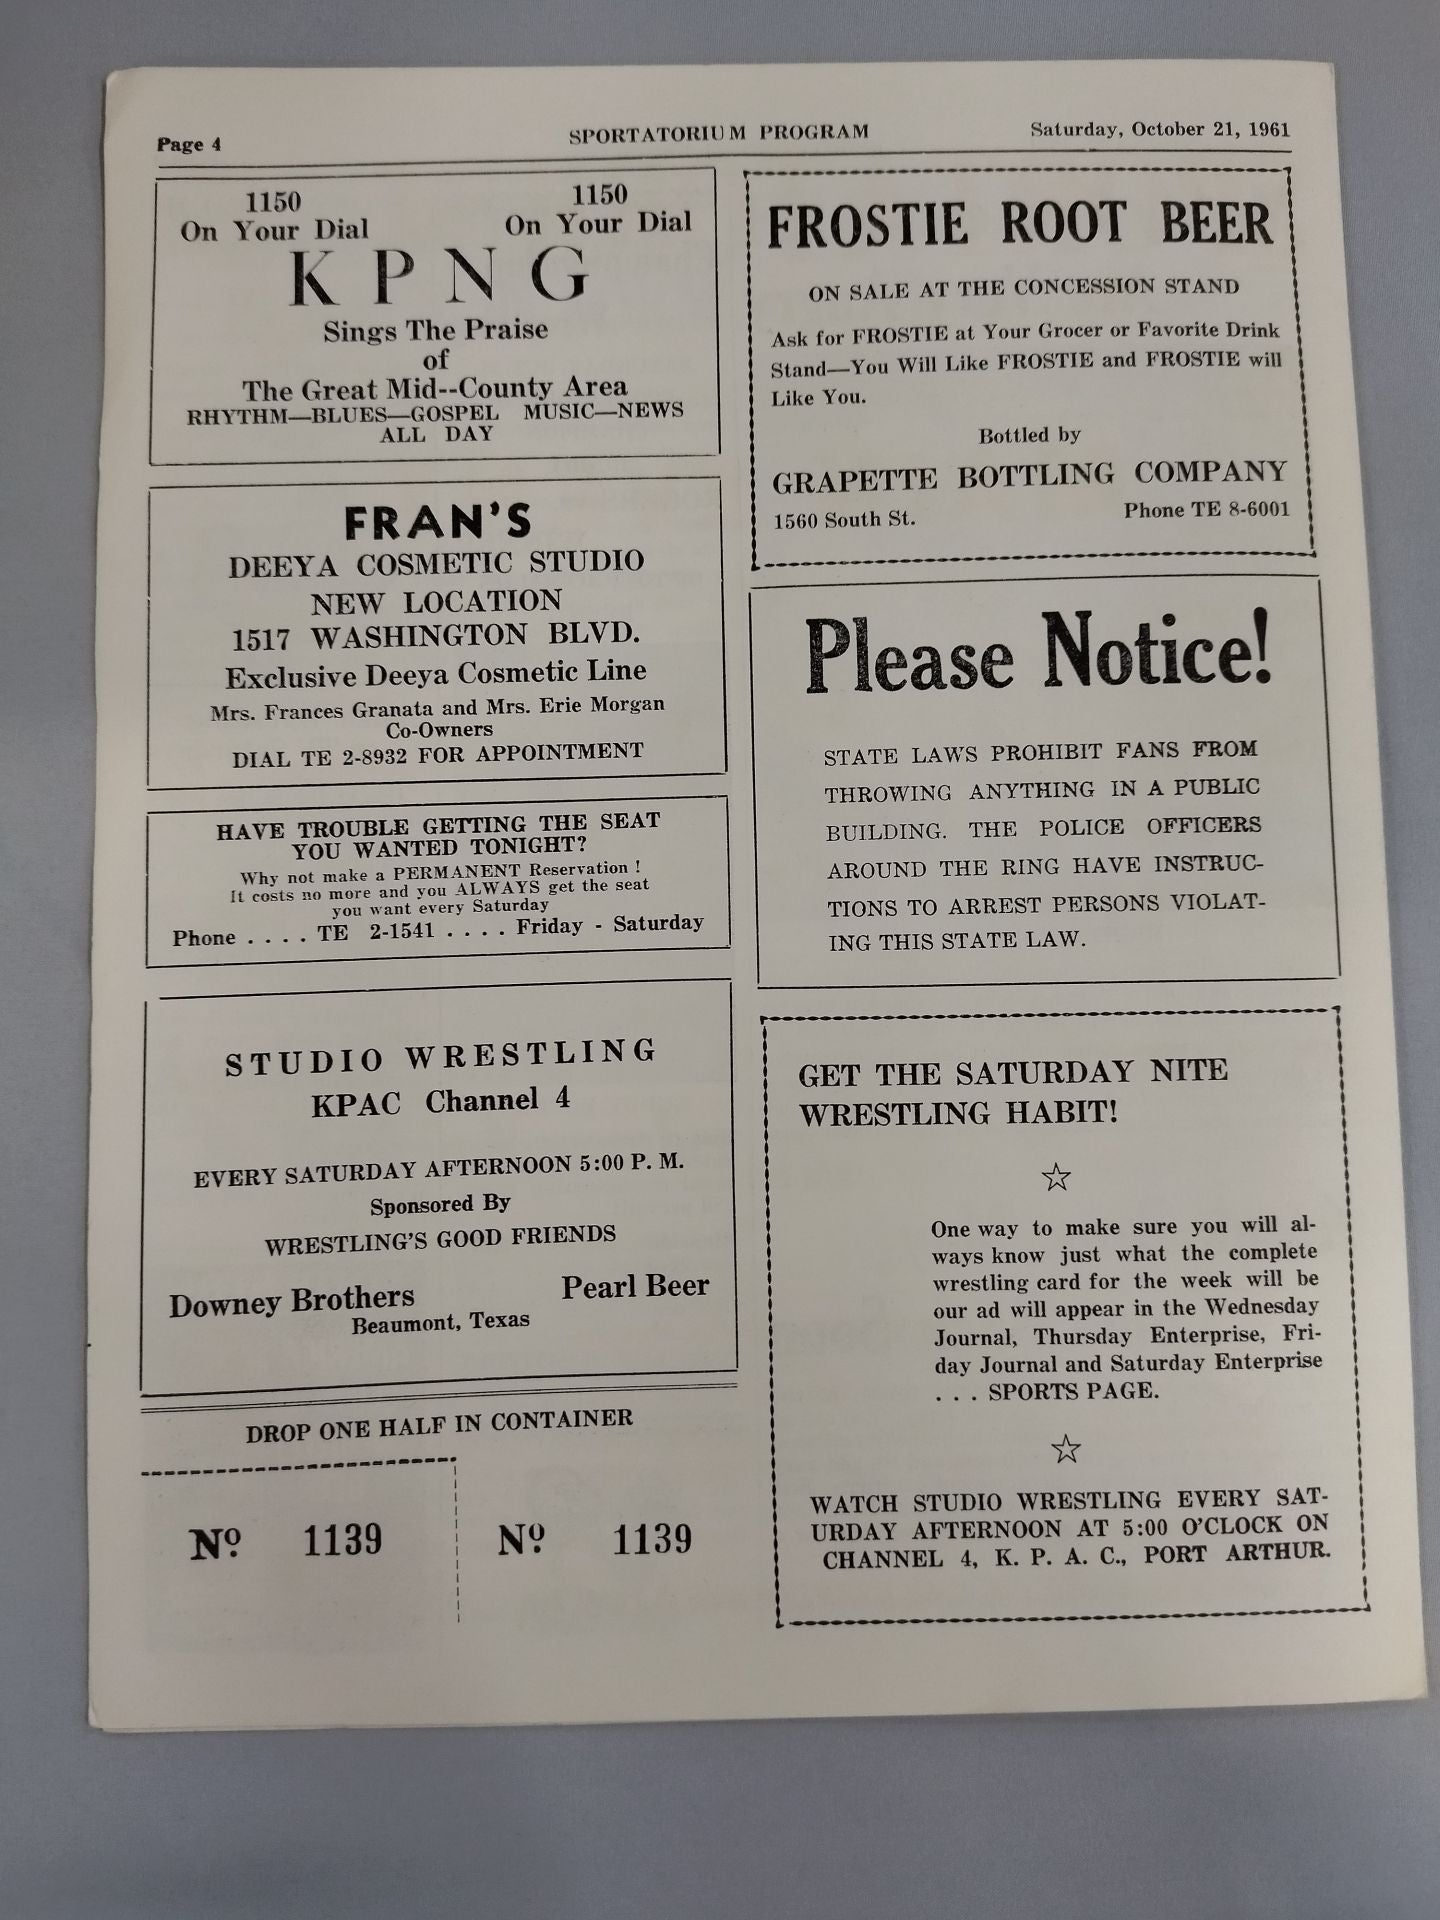 Page 4
SPORTATORIUM PROGRAM
Saturday, October 21, 1961
1150 1150
On Your Dial On Your Dial
KPNG
Sings The Praise
of
The Great Mid--County Area
RHYTHM—BLUES—GOSPEL MUSIC—NEWS
ALL DAY
FRAN'S
DEEYA COSMETIC STUDIO
NEW LOCATION
1517 WASHINGTON BLVD.
Exclusive Deeya Cosmetic Line
Mrs. Frances Granata and Mrs. Erie Morgan
Co-Owners
DIAL TE 2-8932 FOR APPOINTMENT
HAVE TROUBLE GETTING THE SEAT
YOU WANTED TONIGHT?
Why not make a PERMANENT Reservation !
It costs no more and you ALWAYS get the seat
you want every Saturday
Phone . . . . TE 2-1541 . . . . Friday - Saturday
STUDIO WRESTLING
KPAC Channel 4
EVERY SATURDAY AFTERNOON 5:00 P. M.
Sponsored By
WRESTLING'S GOOD FRIENDS
Downey Brothers Pearl Beer
Beaumont, Texas
DROP ONE HALF IN CONTAINER
Nº 1139 Nº 1139
FROSTIE ROOT BEER
ON SALE AT THE CONCESSION STAND
Ask for FROSTIE at Your Grocer or Favorite Drink
Stand—You Will Like FROSTIE and FROSTIE will
Like You.
Bottled by
GRAPETTE BOTTLING COMPANY
1560 South St. Phone TE 8-6001
Please Notice!
STATE LAWS PROHIBIT FANS FROM
THROWING ANYTHING IN A PUBLIC
BUILDING. THE POLICE OFFICERS
AROUND THE RING HAVE INSTRUC-
TIONS TO ARREST PERSONS VIOLAT-
ING THIS STATE LAW.
GET THE SATURDAY NITE
WRESTLING HABIT!
One way to make sure you will al-
ways know just what the complete
wrestling card for the week will be
our ad will appear in the Wednesday
Journal, Thursday Enterprise, Fri-
day Journal and Saturday Enterprise
. . . SPORTS PAGE.
WATCH STUDIO WRESTLING EVERY SAT-
URDAY AFTERNOON AT 5:00 O'CLOCK ON
CHANNEL 4, K. P. A. C., PORT ARTHUR.